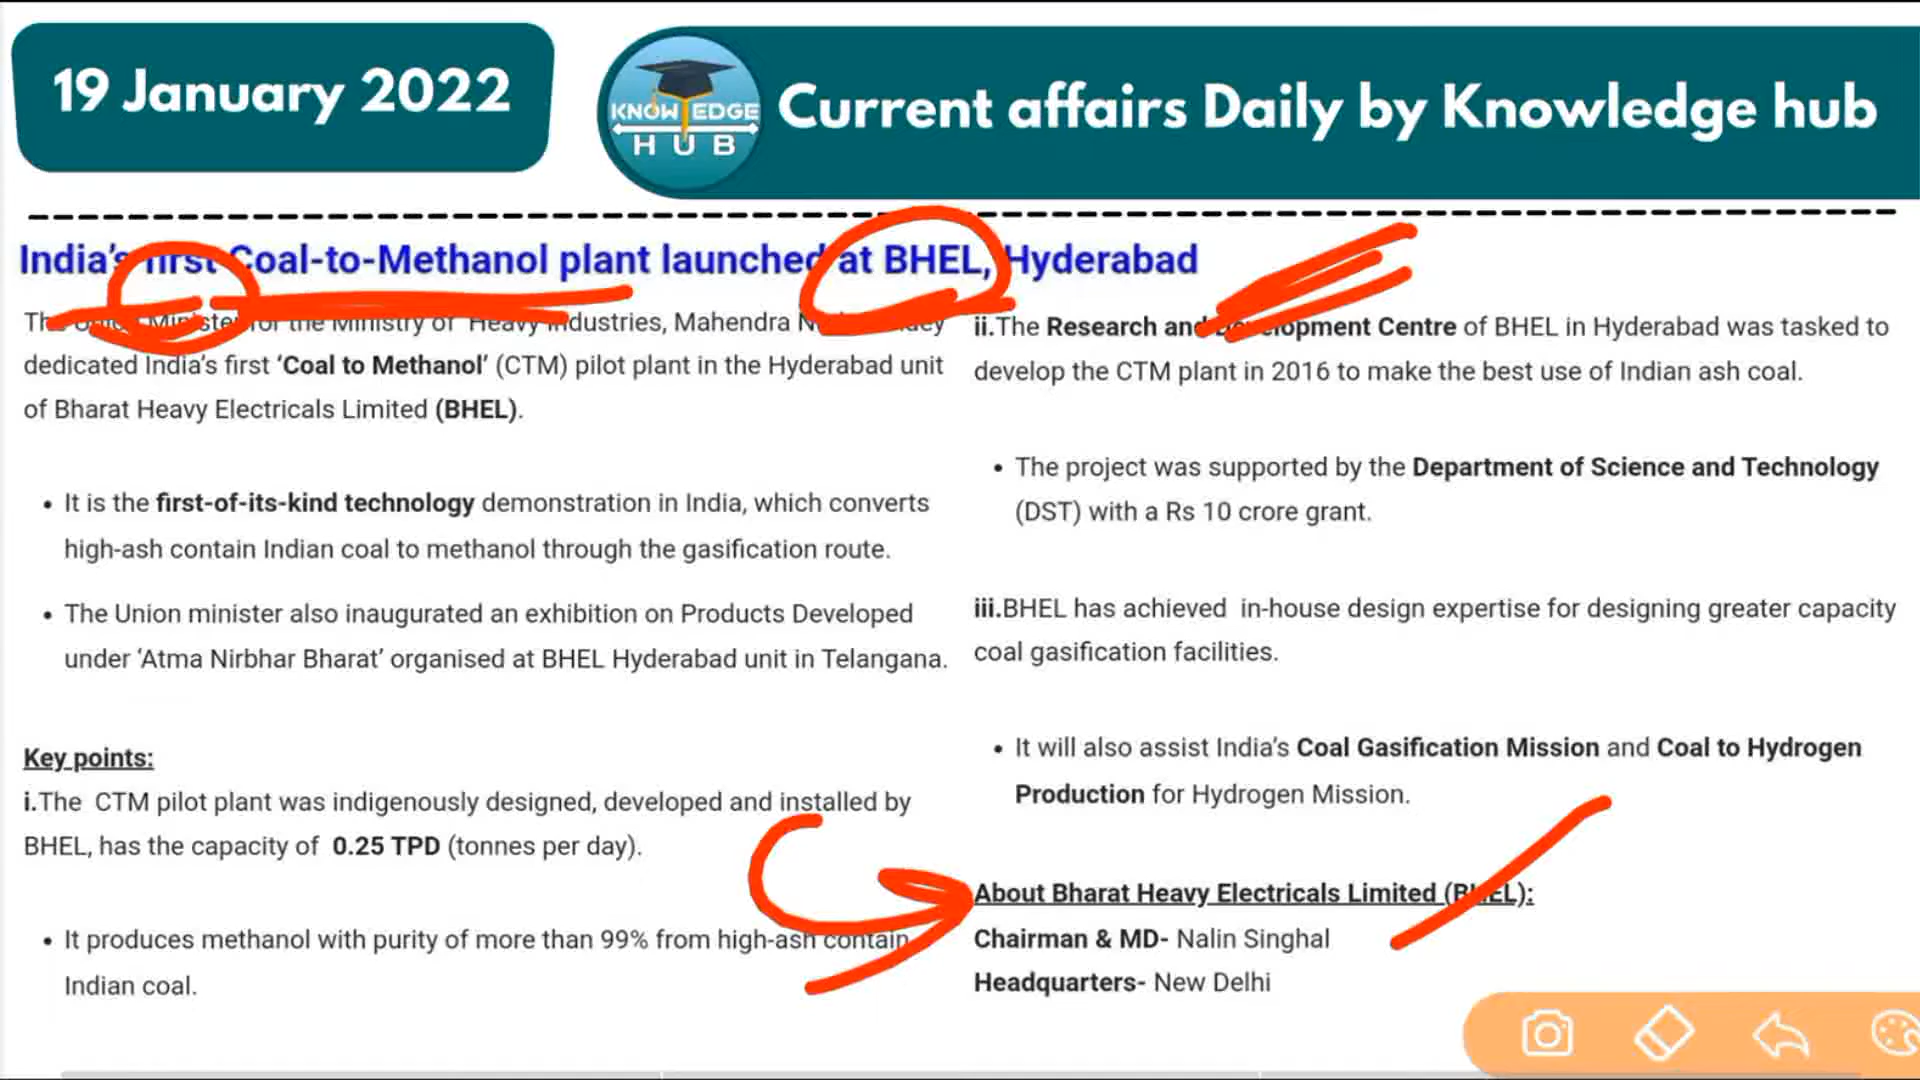 19 January 2022
KNOWLEDGE
HUB
Current affairs Daily by Knowledge hub
India's first Coal-to-Methanol plant launched at BHEL, Hyderabad
The Union Minister for the Ministry of Heavy Industries, Mahendra
dedicated India's first 'Coal to Methanol' (CTM) pilot plant in the Hyderabad unit
of Bharat Heavy Electricals Limited (BHEL).
• It is the first-of-its-kind technology demonstration in India, which converts
high-ash contain Indian coal to methanol through the gasification route.
• The Union minister also inaugurated an exhibition on Products Developed
under 'Atma Nirbhar Bharat' organised at BHEL Hyderabad unit in Telangana.
Key points:
i.The CTM pilot plant was indigenously designed, developed and installed by
BHEL, has the capacity of 0.25 TPD (tonnes per day).
• It produces methanol with purity of more than 99% from high-ash contain
Indian coal.
ii.The Research and Development Centre of BHEL in Hyderabad was tasked to
develop the CTM plant in 2016 to make the best use of Indian ash coal.
• The project was supported by the Department of Science and Technology
(DST) with a Rs 10 crore grant.
iii.BHEL has achieved in-house design expertise for designing greater capacity
coal gasification facilities.
• It will also assist India's Coal Gasification Mission and Coal to Hydrogen
Production for Hydrogen Mission.
About Bharat Heavy Electricals Limited (BHEL):
Chairman & MD- Nalin Singhal
Headquarters- New Delhi